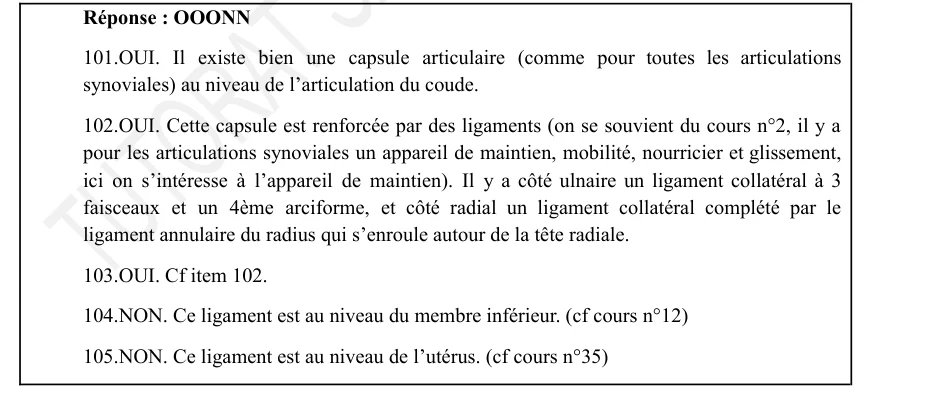 Réponse : OOONN
101.OUI. Il existe bien une capsule articulaire (comme pour toutes les articulations
synoviales) au niveau de l'articulation du coude.
102.OUI. Cette capsule est renforcée par des ligaments (on se souvient du cours n°2, il y a
pour les articulations synoviales un appareil de maintien, mobilité, nourricier et glissement,
ici on s'intéresse à l'appareil de maintien). Il y a côté ulnaire un ligament collatéral à 3
faisceaux et un 4ème arciforme, et côté radial un ligament collatéral complété par le
ligament annulaire du radius qui s'enroule autour de la tête radiale.
103.OUI. Cf item 102.
104.NON. Ce ligament est au niveau du membre inférieur. (cf cours n°12)
105.NON. Ce ligament est au niveau de l'utérus. (cf cours n°35)
TUTORAT